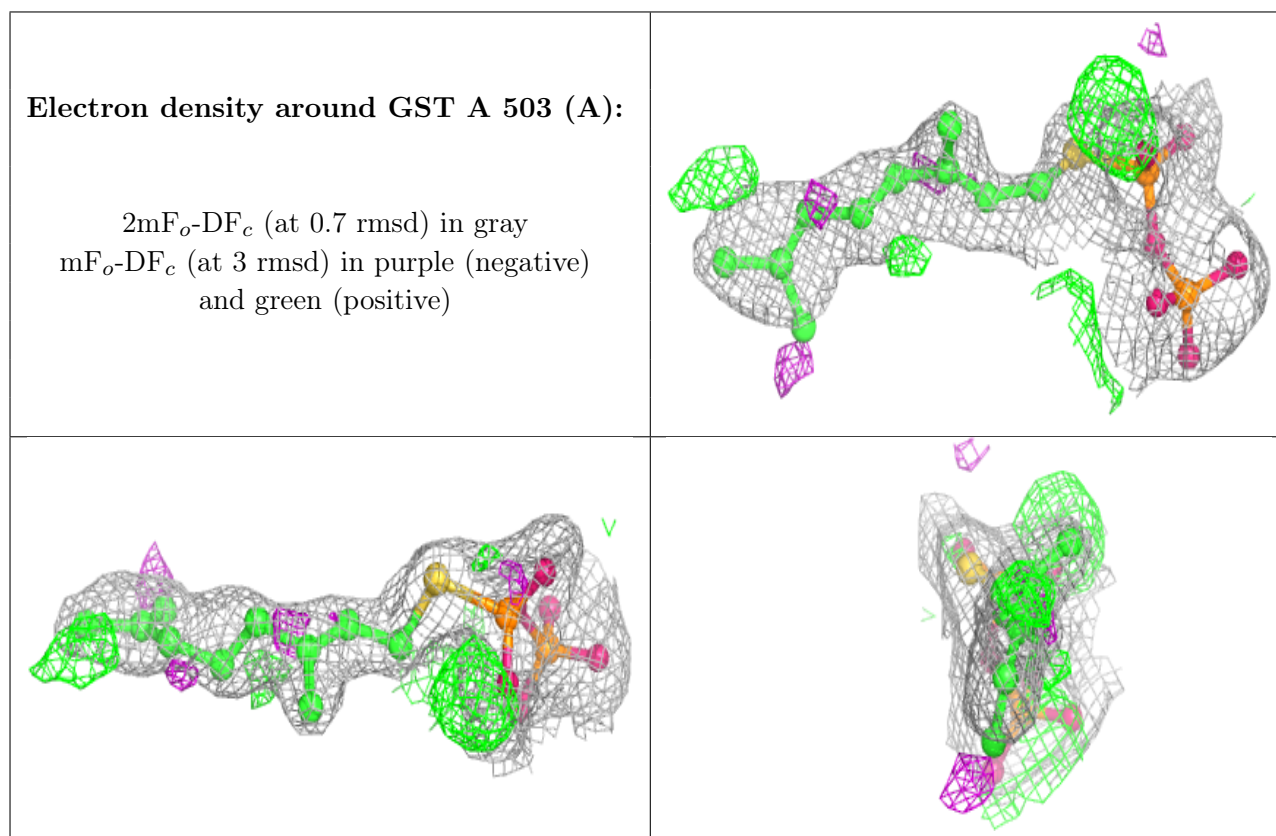 Electron density around GST A 503 (A):
2mFₒ-DF𝒸 (at 0.7 rmsd) in gray
mFₒ-DF𝒸 (at 3 rmsd) in purple (negative)
and green (positive)